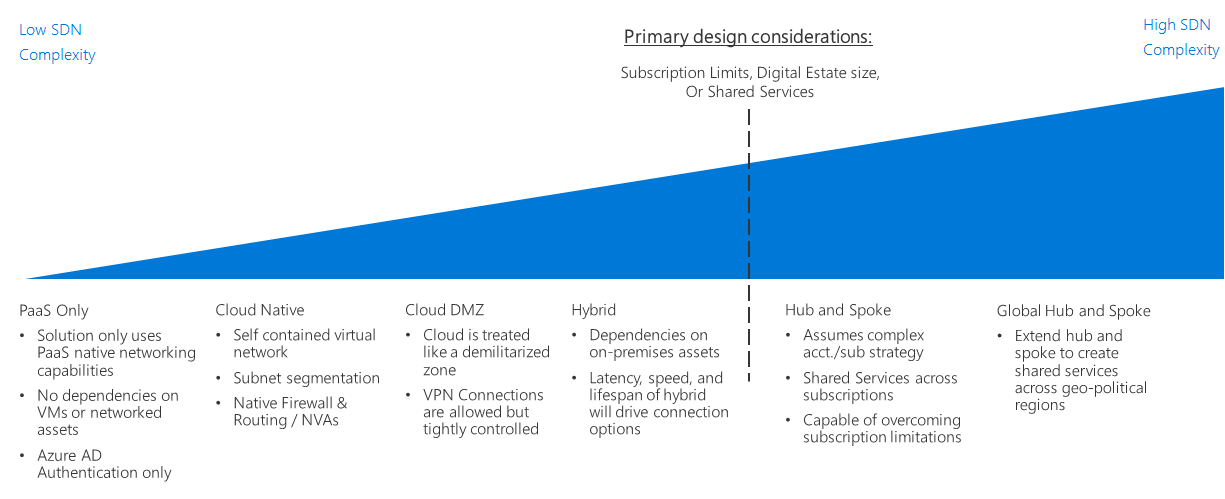 Low SDN
Complexity
Primary design considerations:
High SDN
Complexity
Subscription Limits, Digital Estate size,
Or Shared Services
PaaS Only
• Solution only uses
PaaS native networking
capabilities
• No dependencies on
VMs or networked
assets
• Azure AD
Authentication only
Cloud Native
• Self contained virtual
network
• Subnet segmentation
• Native Firewall &
Routing / NVAs
Cloud DMZ
• Cloud is treated
like a demilitarized
zone
• VPN Connections
are allowed but
tightly controlled
Hybrid
• Dependencies on
on-premises assets
• Latency, speed, and
lifespan of hybrid
will drive connection
options
Hub and Spoke
• Assumes complex
acct./sub strategy
• Shared Services across
subscriptions
• Capable of overcoming
subscription limitations
Global Hub and Spoke
• Extend hub and
spoke to create
shared services
across geo-political
regions